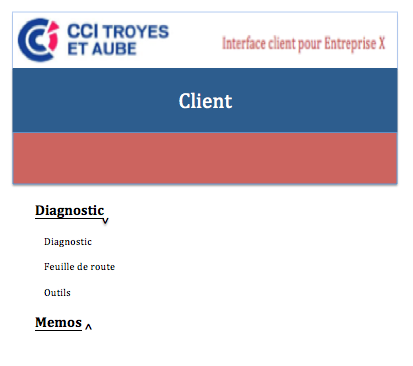 CCI TROYES
ET AUBE
Interface client pour Entreprise X
Client
Diagnostic
Diagnostic
Feuille de route
Outils
Memos